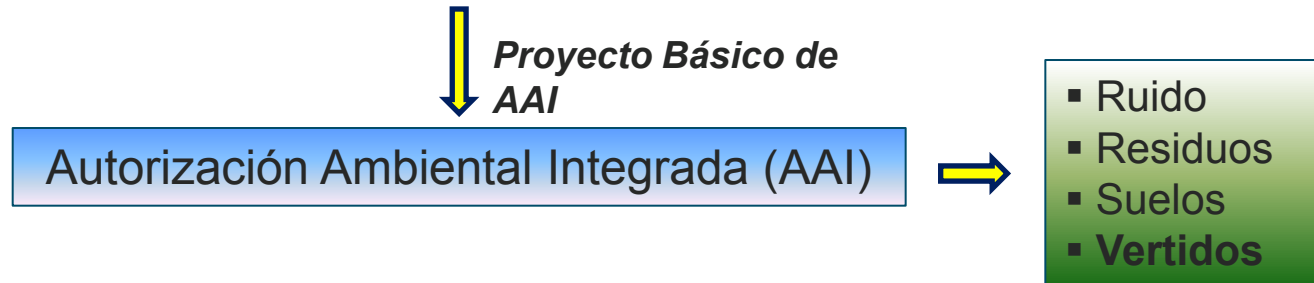 Proyecto Básico de
AAI
Autorización Ambiental Integrada (AAI)
▪ Ruido
▪ Residuos
▪ Suelos
▪ Vertidos